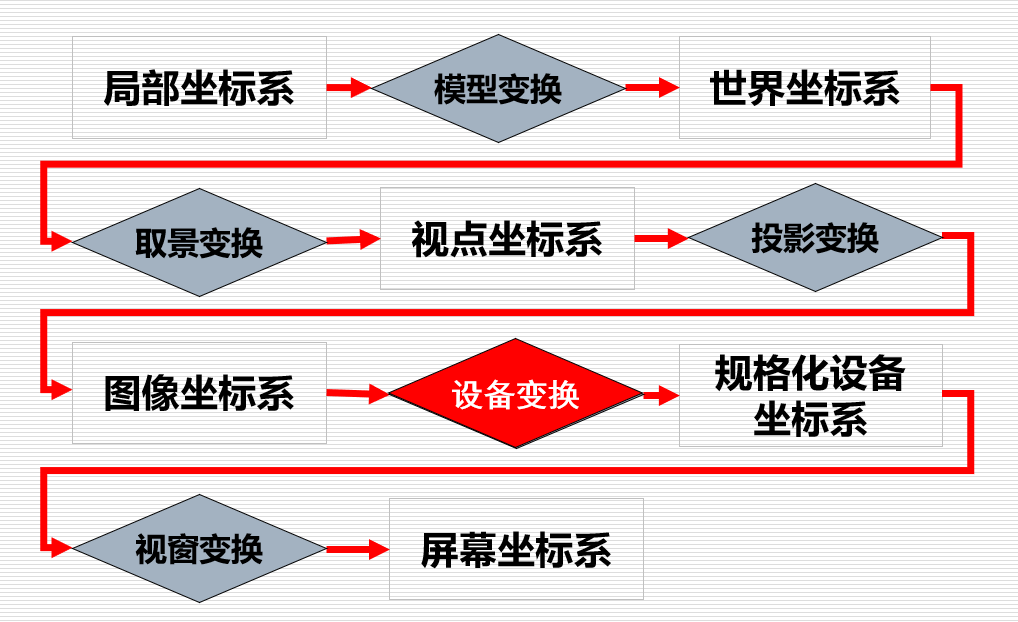 局部坐标系
模型变换
世界坐标系
取景变换
视点坐标系
投影变换
图像坐标系
设备变换
规格化设备
坐标系
视窗变换
屏幕坐标系